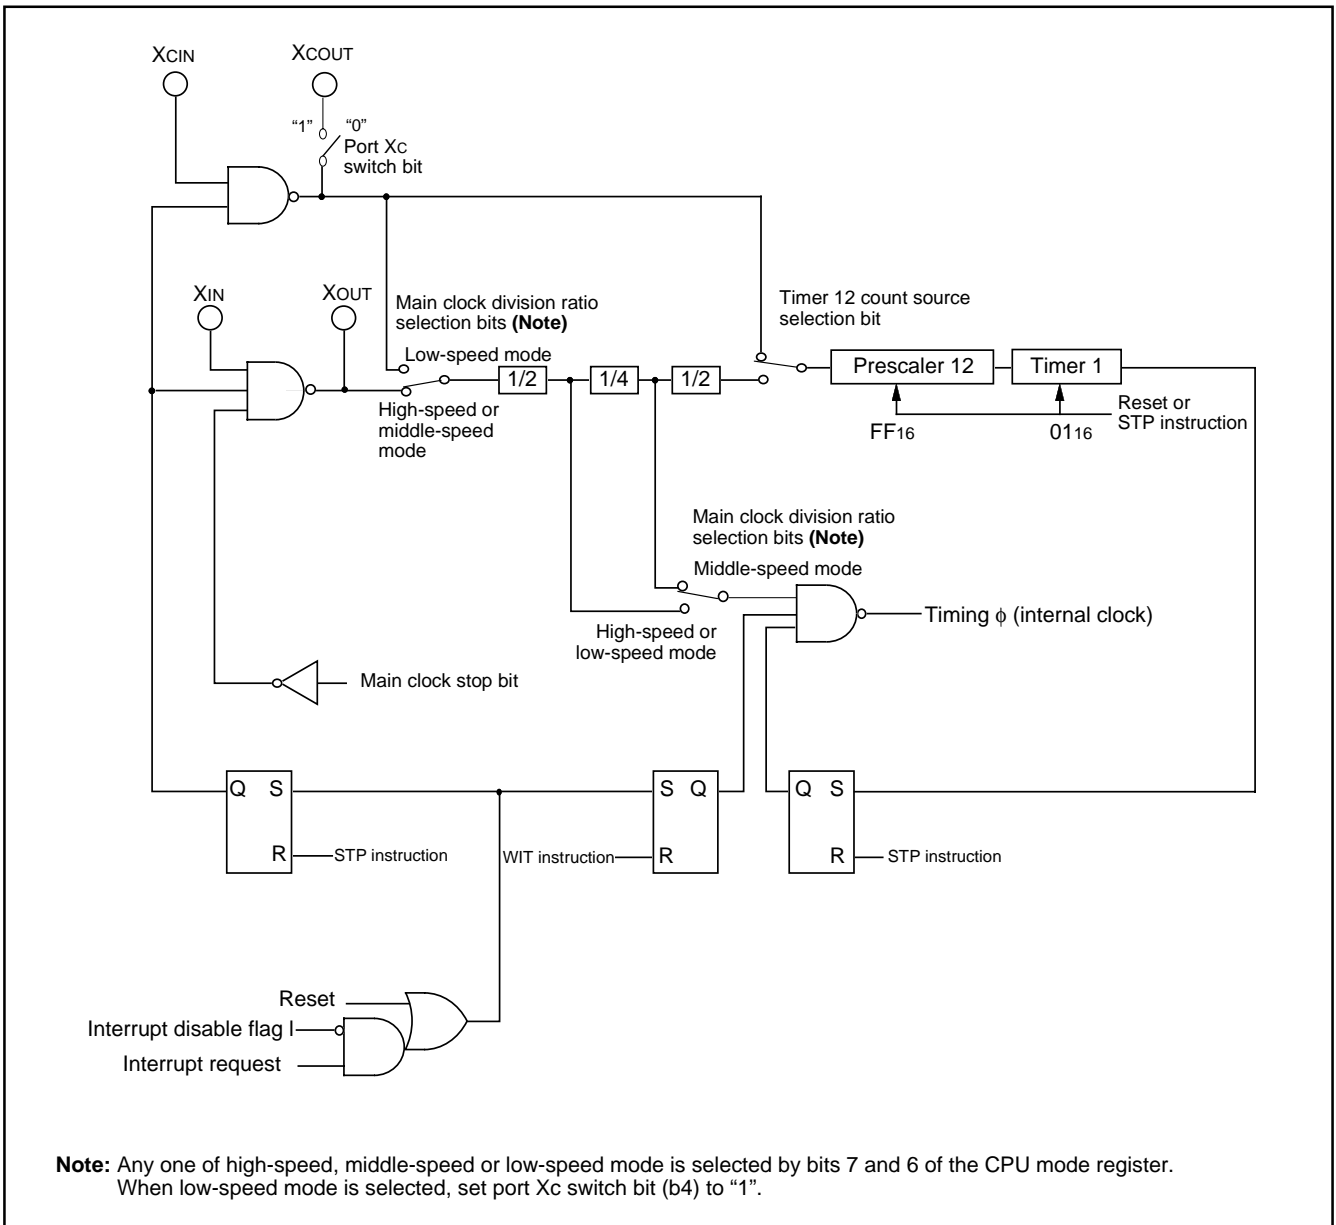 XCIN
XCOUT
“1” “0”
Port XC
switch bit
XIN
XOUT
Main clock division ratio
selection bits (Note)
Low-speed mode
High-speed or
middle-speed
mode
1/2
1/4
1/2
Timer 12 count source
selection bit
Prescaler 12
Timer 1
FF16
0116
Reset or
STP instruction
Main clock division ratio
selection bits (Note)
Middle-speed mode
High-speed or
low-speed mode
Timing ϕ (internal clock)
Main clock stop bit
Q S
R
STP instruction
S Q
WIT instruction
R
Q S
R
STP instruction
Reset
Interrupt disable flag I
Interrupt request
Note: Any one of high-speed, middle-speed or low-speed mode is selected by bits 7 and 6 of the CPU mode register.
When low-speed mode is selected, set port Xc switch bit (b4) to “1”.